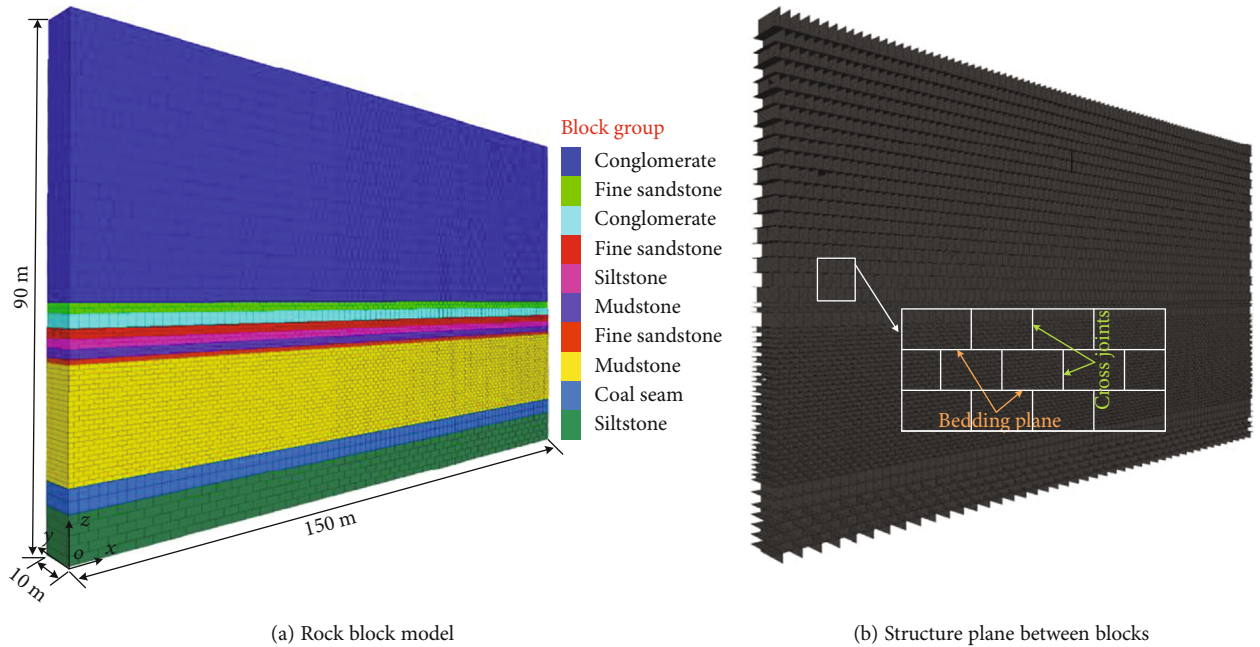 90 m
10 m
150 m
z
y
o
x
Block group
Conglomerate
Fine sandstone
Conglomerate
Fine sandstone
Siltstone
Mudstone
Fine sandstone
Mudstone
Coal seam
Siltstone
(a) Rock block model
Cross joints
Bedding plane
(b) Structure plane between blocks